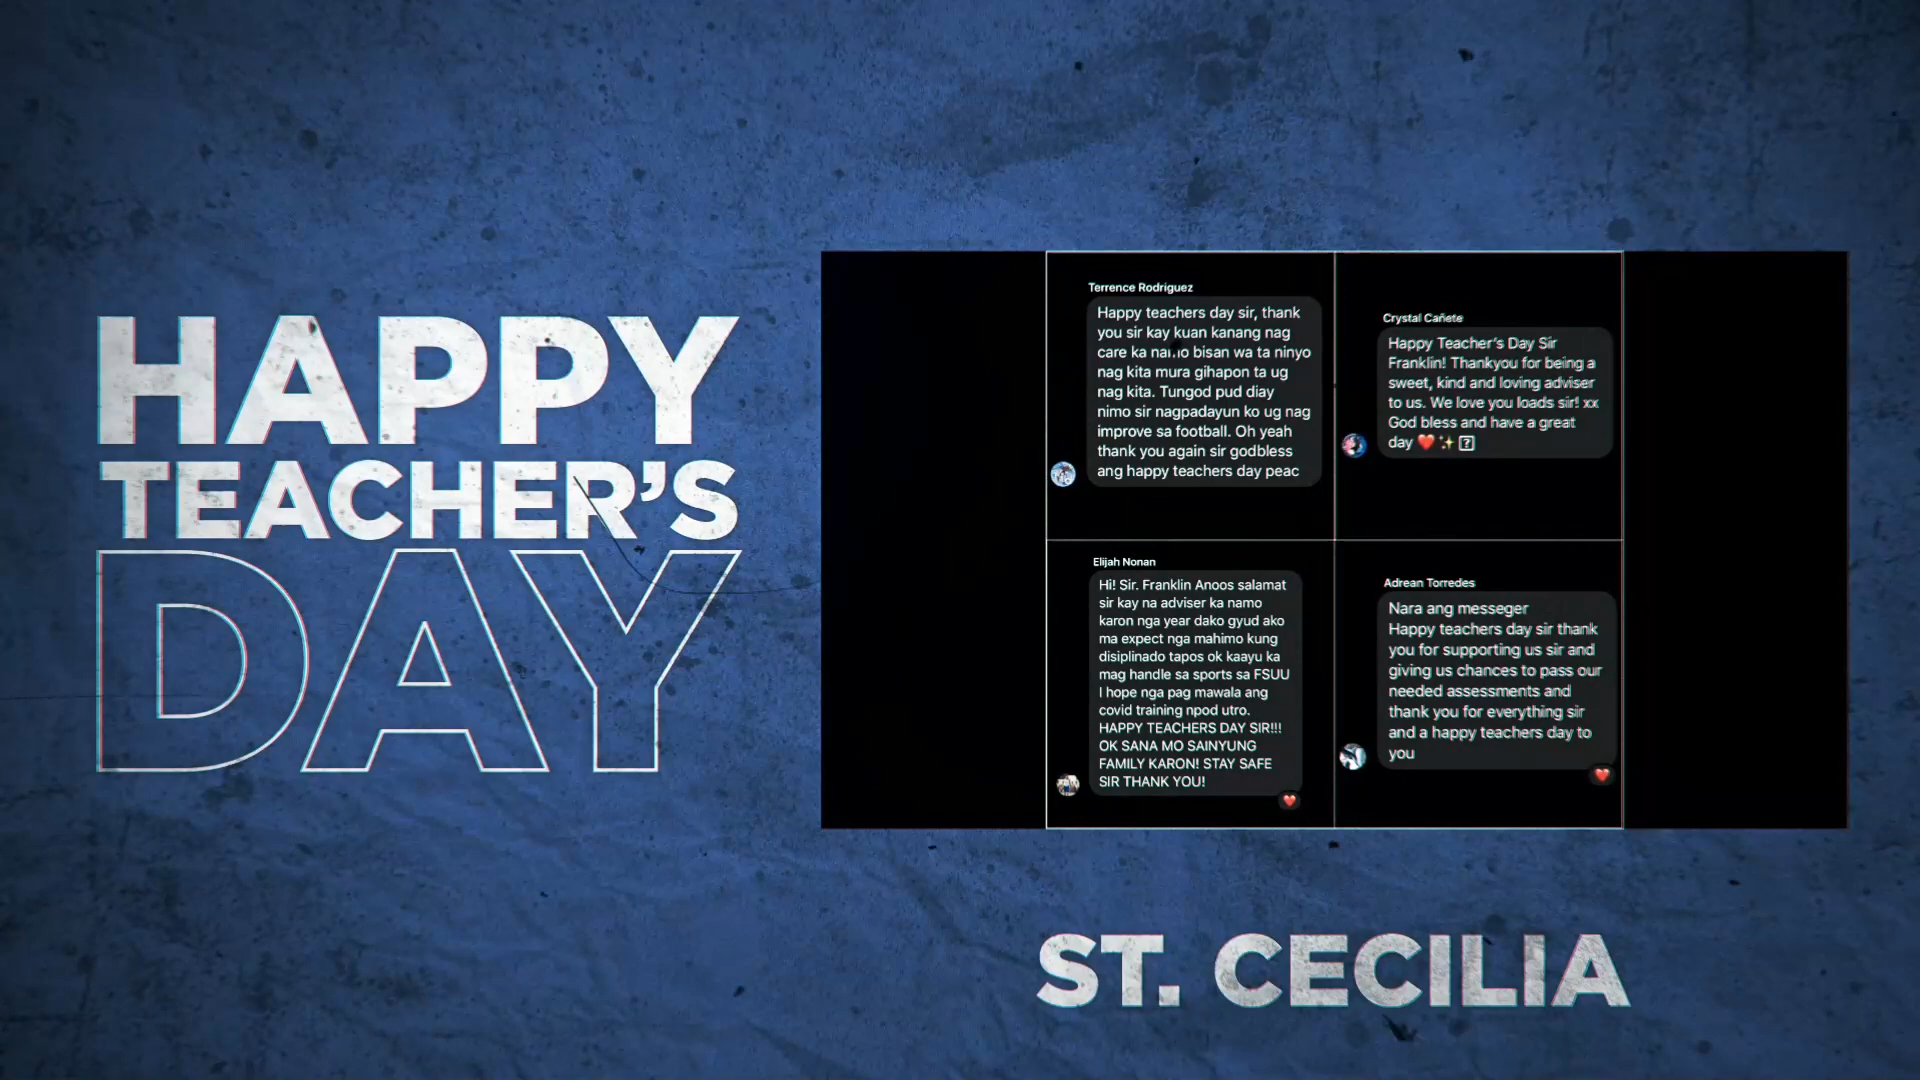 HAPPY
TEACHER'S
DAY
Terrence Rodriguez
Happy teachers day sir, thank
you sir kay kuan kanang nag
care ka namo bisan wa ta ninyo
nag kita mura gihapon ta ug
nag kita. Tungod pud diay
nimo sir nagpadayun ko ug nag
improve sa football. Oh yeah
thank you again sir godbless
ang happy teachers day peac
Crystal Cañete
Happy Teacher's Day Sir
Franklin! Thankyou for being a
sweet, kind and loving adviser
to us. We love you loads sir! xx
God bless and have a great
day ❤️✨
Elijah Nonan
Hi! Sir. Franklin Anoos salamat
sir kay na adviser ka namo
karon nga year dako gyud ako
ma expect nga mahimo kung
disiplinado tapos ok kaayu ka
mag handle sa sports sa FSUU
I hope nga pag mawala ang
covid training npod utro.
HAPPY TEACHERS DAY SIR!!!
OK SANA MO SAINYUNG
FAMILY KARON! STAY SAFE
SIR THANK YOU!
Adrean Torredes
Nara ang messeger
Happy teachers day sir thank
you for supporting us sir and
giving us chances to pass our
needed assessments and
thank you for everything sir
and a happy teachers day to
you
ST. CECILIA